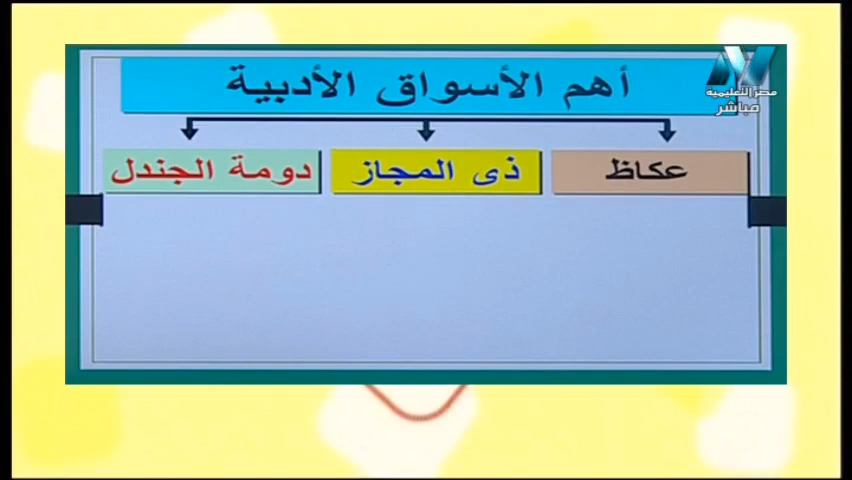 أهم الأسواق الأدبية
مصر التعليمية
مباشر
عكاظ
ذى المجاز
دومة الجندل